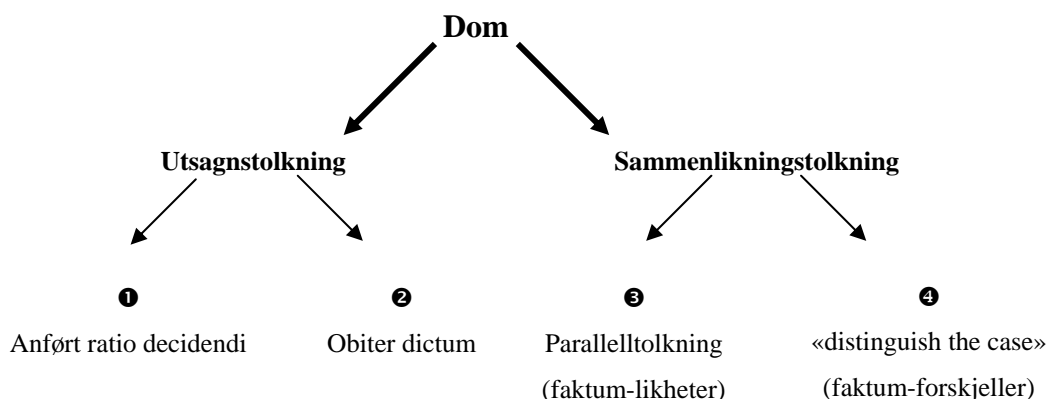 Dom
Utsagnstolkning
Sammenlikningstolkning
❶
❷
❸
❹
Anført ratio decidendi
Obiter dictum
Parallelltolkning
«distinguish the case»
(faktum-likheter)
(faktum-forskjeller)